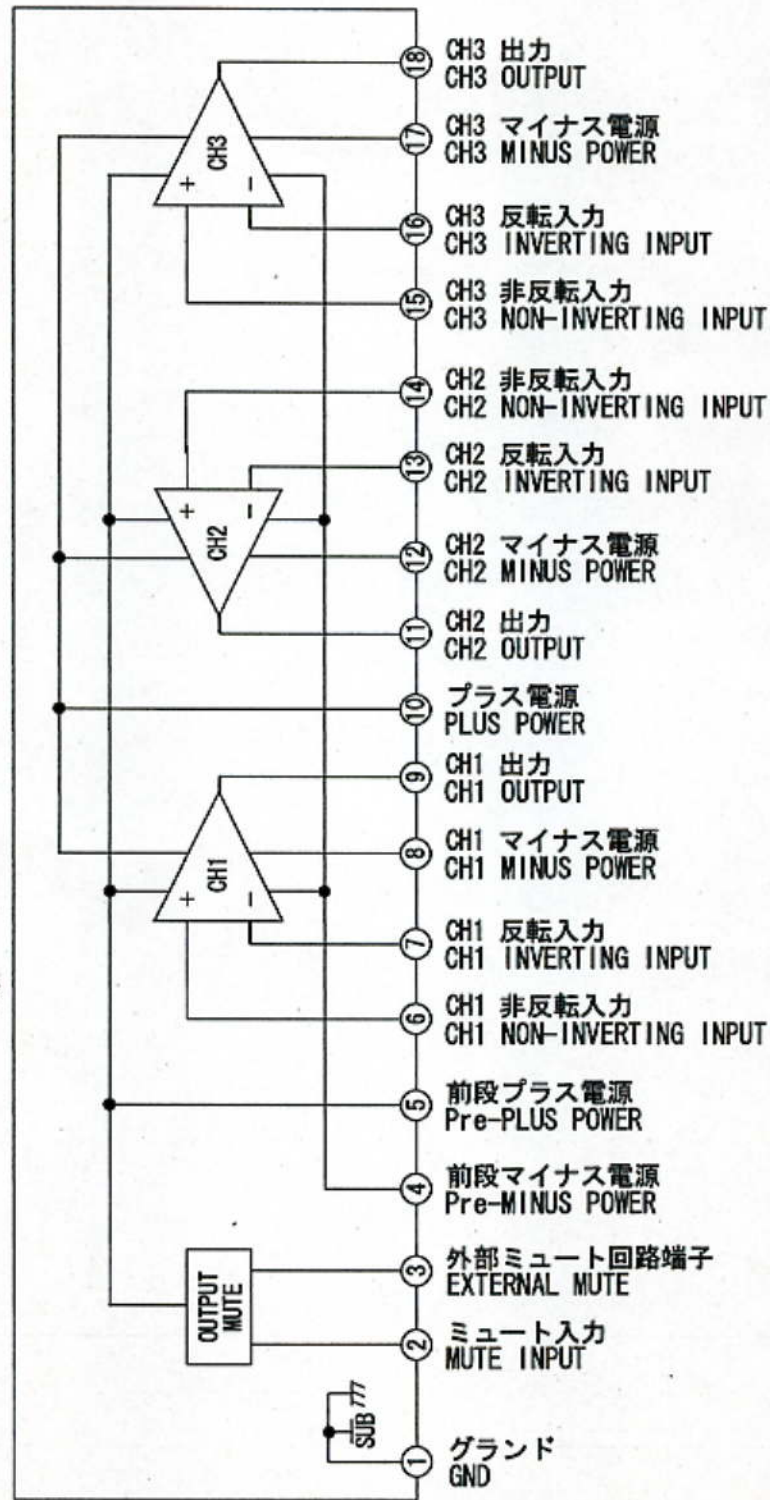 18
CH3 出力
CH3 OUTPUT
17
CH3 マイナス電源
CH3 MINUS POWER
16
CH3 反転入力
CH3 INVERTING INPUT
15
CH3 非反転入力
CH3 NON-INVERTING INPUT
14
CH2 非反転入力
CH2 NON-INVERTING INPUT
13
CH2 反転入力
CH2 INVERTING INPUT
12
CH2 マイナス電源
CH2 MINUS POWER
11
CH2 出力
CH2 OUTPUT
10
プラス電源
PLUS POWER
9
CH1 出力
CH1 OUTPUT
8
CH1 マイナス電源
CH1 MINUS POWER
7
CH1 反転入力
CH1 INVERTING INPUT
6
CH1 非反転入力
CH1 NON-INVERTING INPUT
5
前段プラス電源
Pre-PLUS POWER
4
前段マイナス電源
Pre-MINUS POWER
3
外部ミュート回路端子
EXTERNAL MUTE
2
ミュート入力
MUTE INPUT
1
グランド
GND
CH3
+ −
CH2
+ −
CH1
+ −
OUTPUT
MUTE
SUB